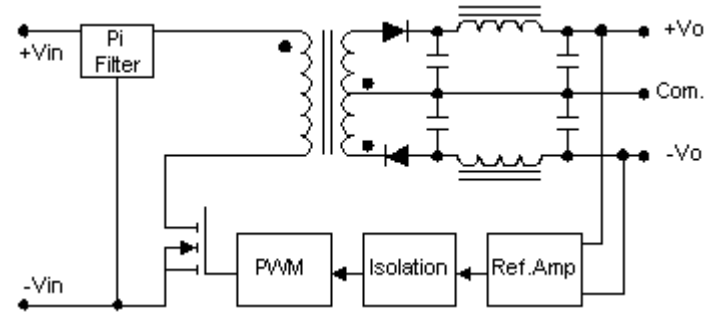 +Vin
Pi
Filter
+Vo
Com.
-Vo
-Vin
PWM
Isolation
Ref.Amp